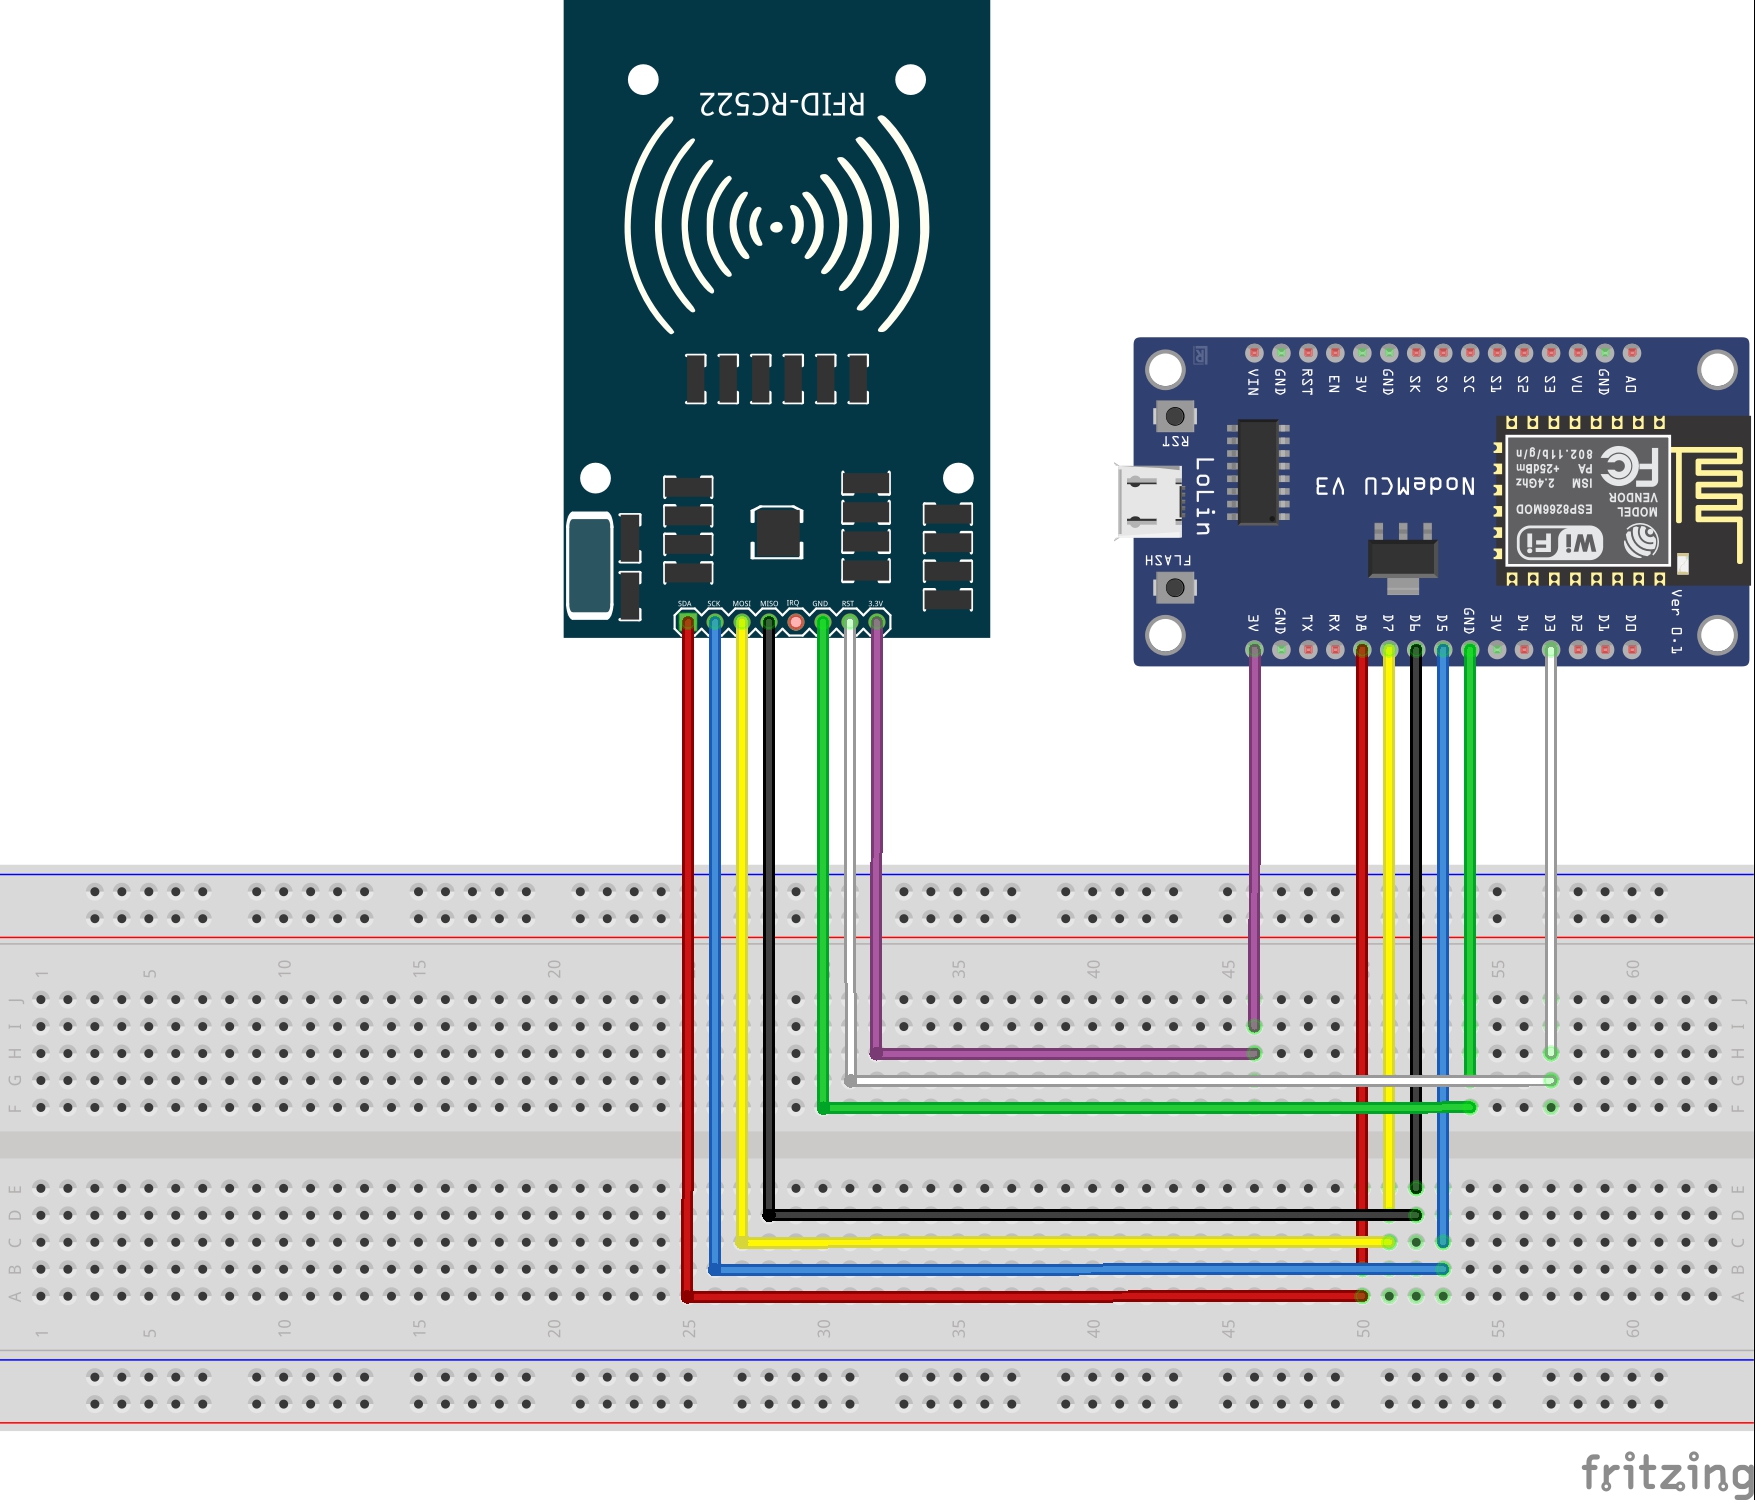 RFID-RC522
SDA SCK MOSI MISO IRQ GND RST 3.3V
VIN GND RST EN 3V GND SK S0 SC S1 S2 S3 VU GND A0
RST
LoLin
NodeMCU V3
802.11b/g/n
+25dBm PA
2.4Ghz ISM
ESP8266MOD
FC
VENDOR
MODEL
WiFi
FLASH
3V GND TX RX D8 D7 D6 D5 GND 3V D4 D3 D2 D1 D0
Ver 0.1
1 5 10 15 20 35 40 45 55 60
J J
I I
H H
G G
F F
E E
D D
C C
B B
A A
1 5 10 15 20 25 30 35 40 45 50 55 60
fritzing